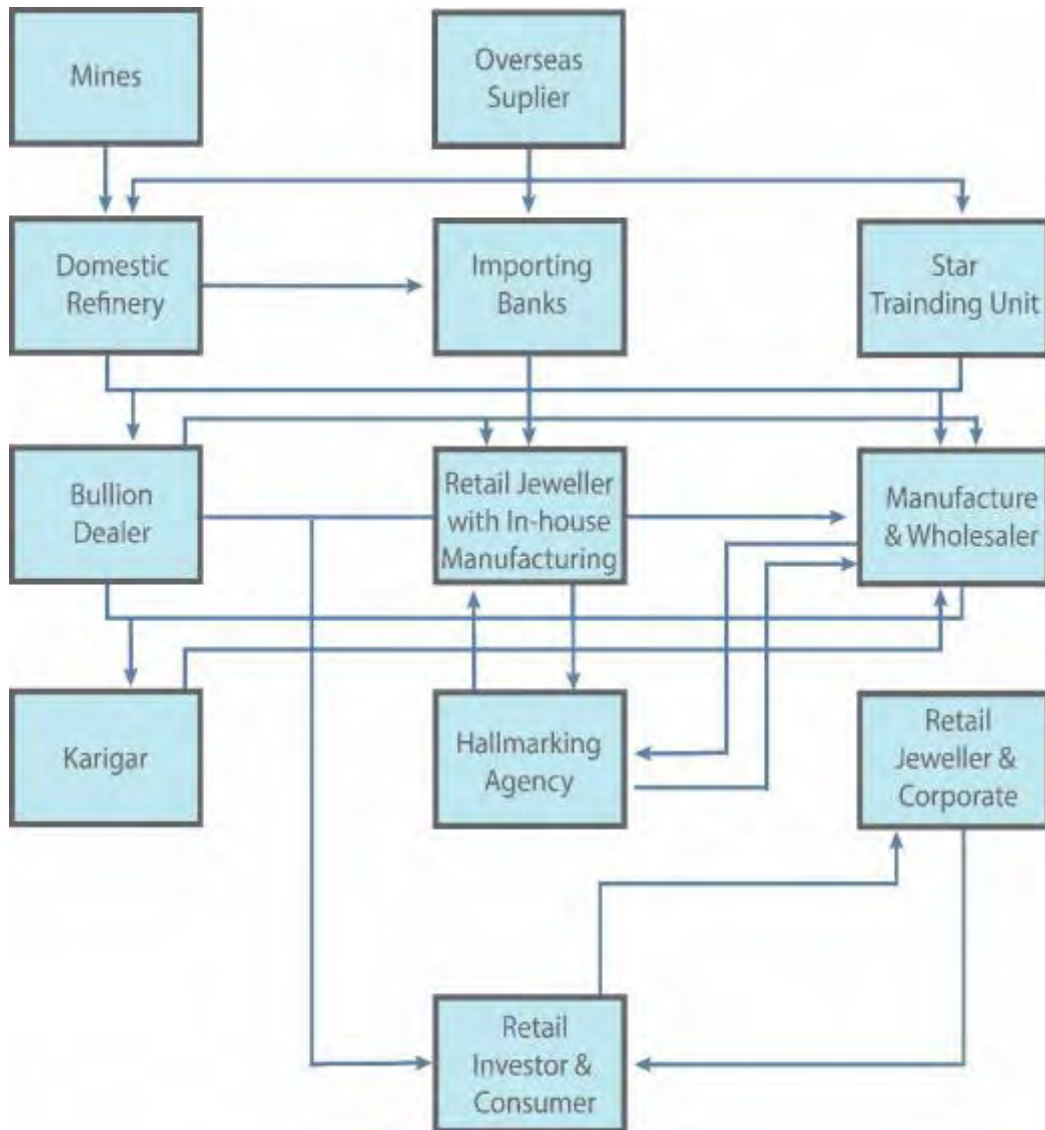 Mines
Overseas
Suplier
Domestic
Refinery
Importing
Banks
Star
Trainding Unit
Bullion
Dealer
Retail Jeweller
with In-house
Manufacturing
Manufacture
& Wholesaler
Karigar
Hallmarking
Agency
Retail
Jeweller &
Corporate
Retail
Investor &
Consumer